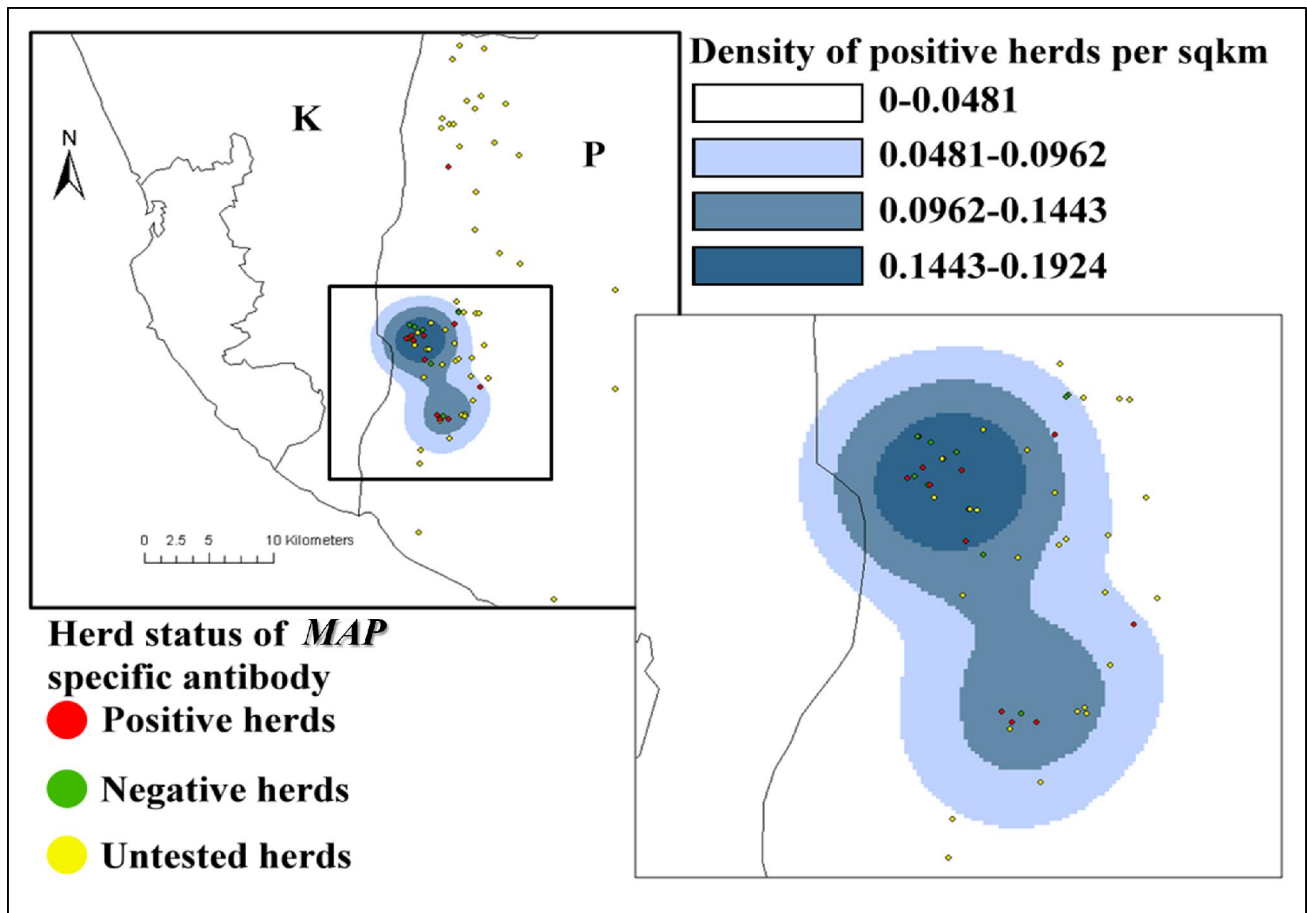 Density of positive herds per sqkm
0-0.0481
0.0481-0.0962
0.0962-0.1443
0.1443-0.1924
K
P
N
0 2.5 5 10 Kilometers
Herd status of MAP
specific antibody
Positive herds
Negative herds
Untested herds